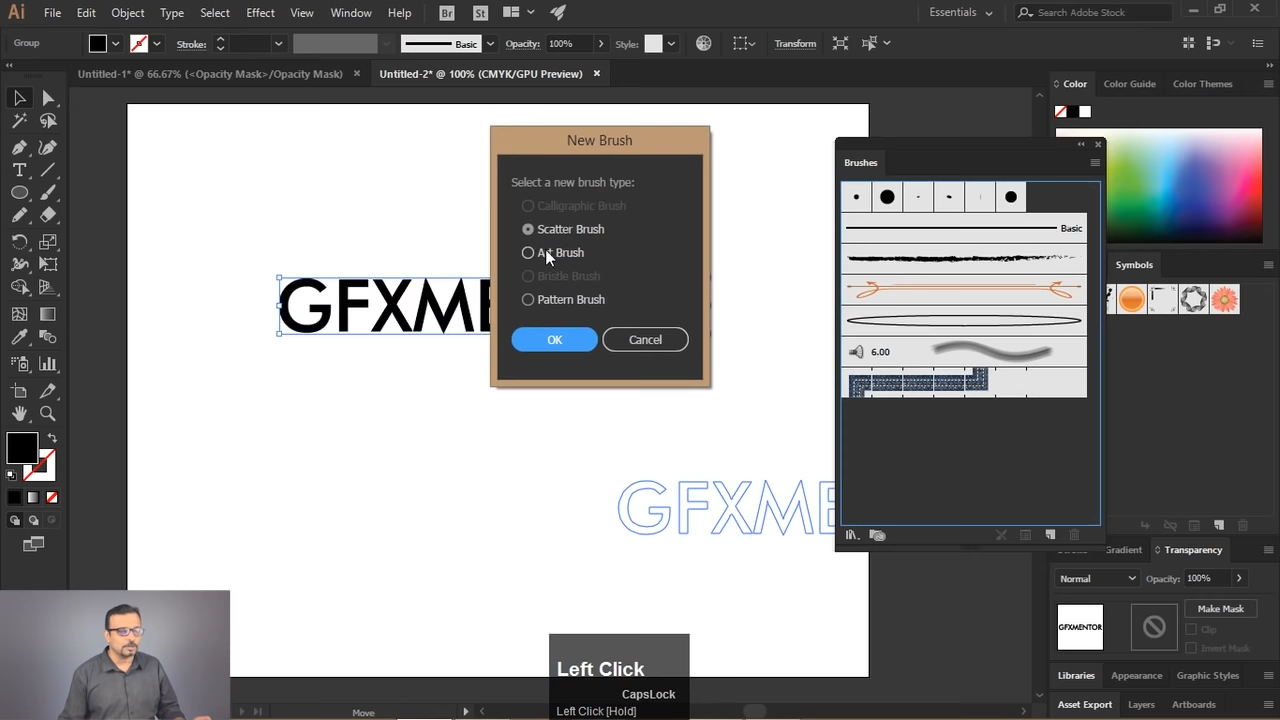 Ai File Edit Object Type Select Effect View Window Help Br St Essentials Search Adobe Stock
Group Stroke: Basic Opacity: 100% Style: Transform
Untitled-1* @ 66.67% (<Opacity Mask>/Opacity Mask) × Untitled-2* @ 100% (CMYK/GPU Preview) ×
Color Color Guide Color Themes
New Brush
Select a new brush type:
Calligraphic Brush
Scatter Brush
Art Brush
Bristle Brush
Pattern Brush
OK Cancel
Brushes
Basic
6.00
Symbols
GFXME
GFXME
Gradient Transparency
Normal Opacity: 100%
GFXMENTOR
Make Mask
Clip
Invert Mask
Libraries Appearance Graphic Styles
Asset Export Layers Artboards
Left Click
CapsLock
Left Click [Hold]
Move